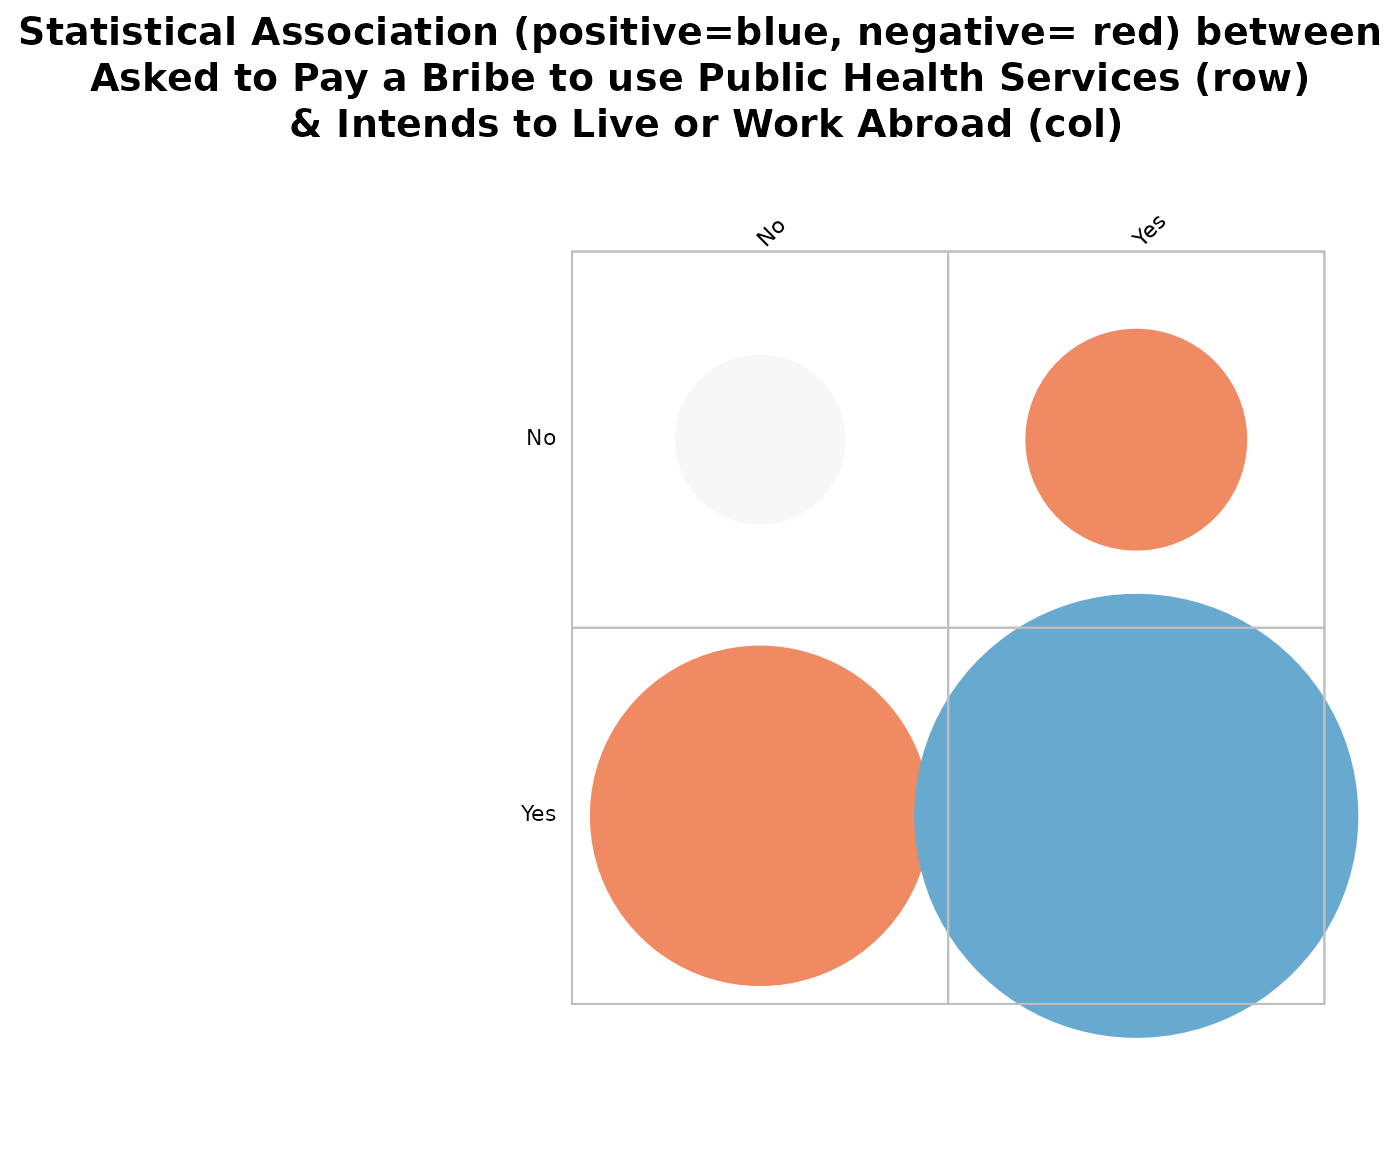 Statistical Association (positive=blue, negative= red) between
Asked to Pay a Bribe to use Public Health Services (row)
& Intends to Live or Work Abroad (col)
No
Yes
No
Yes